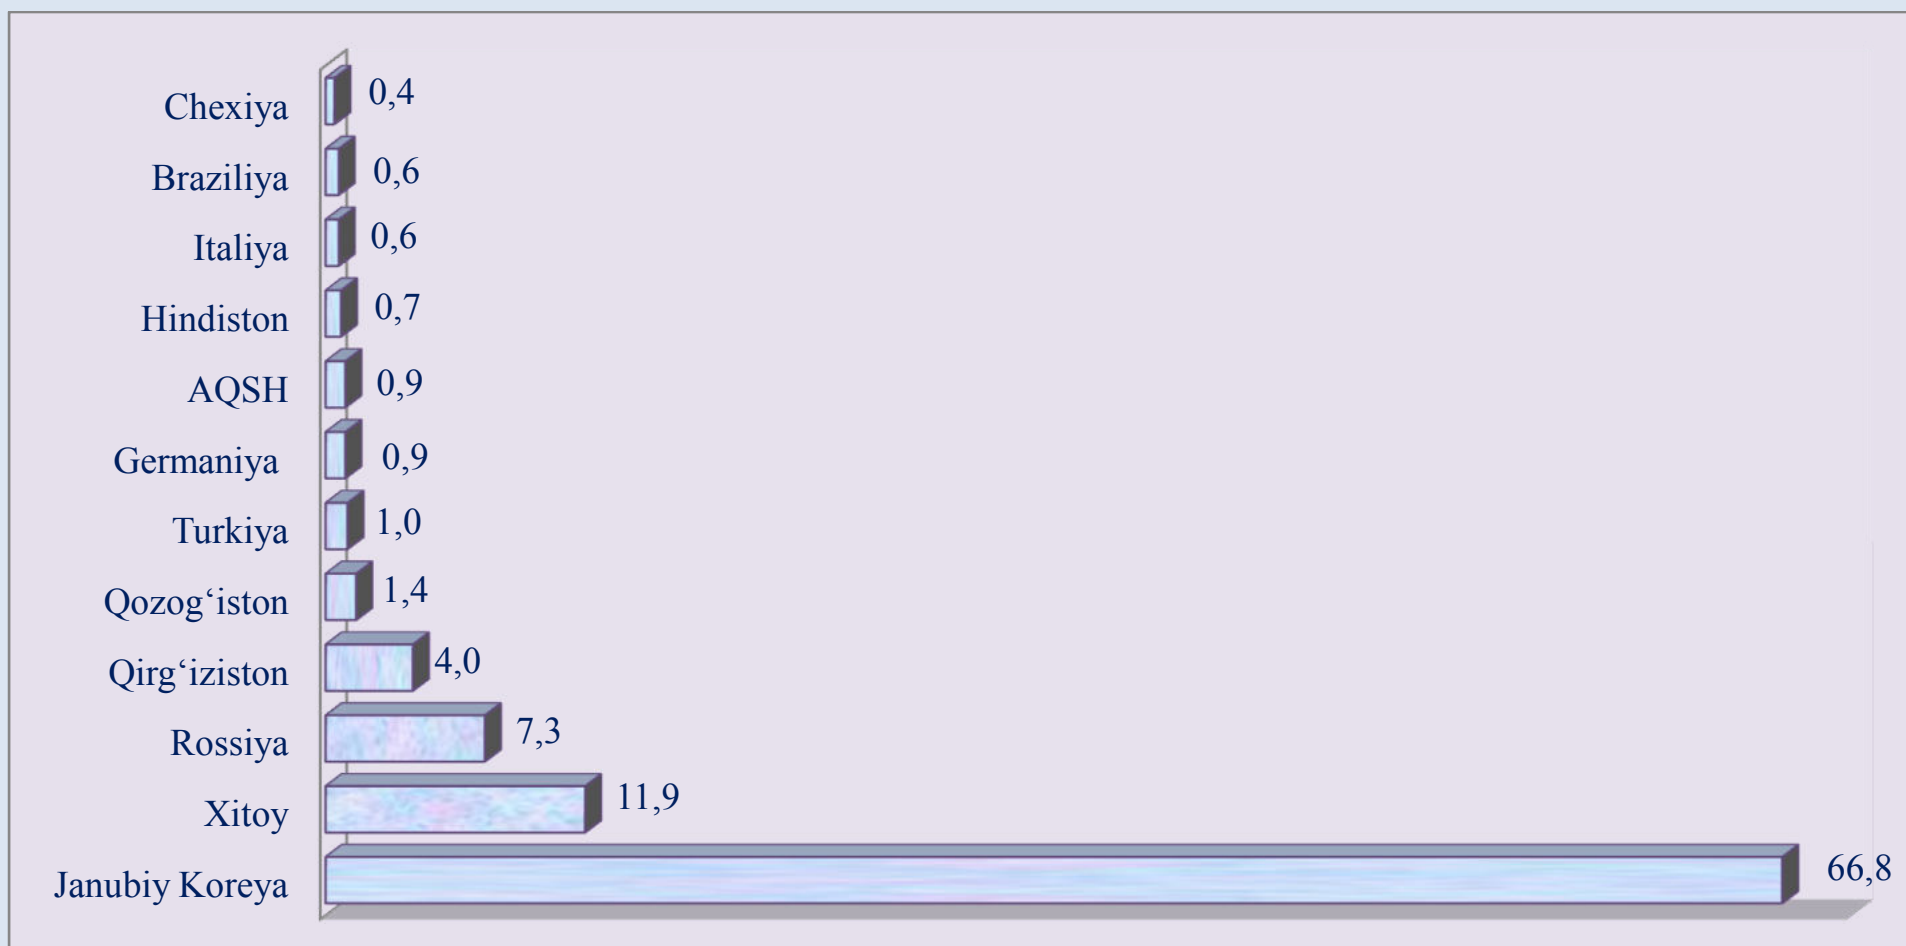 Chexiya 0,4
Braziliya 0,6
Italiya 0,6
Hindiston 0,7
AQSH 0,9
Germaniya 0,9
Turkiya 1,0
Qozog‘iston 1,4
Qirg‘iziston 4,0
Rossiya 7,3
Xitoy 11,9
Janubiy Koreya 66,8